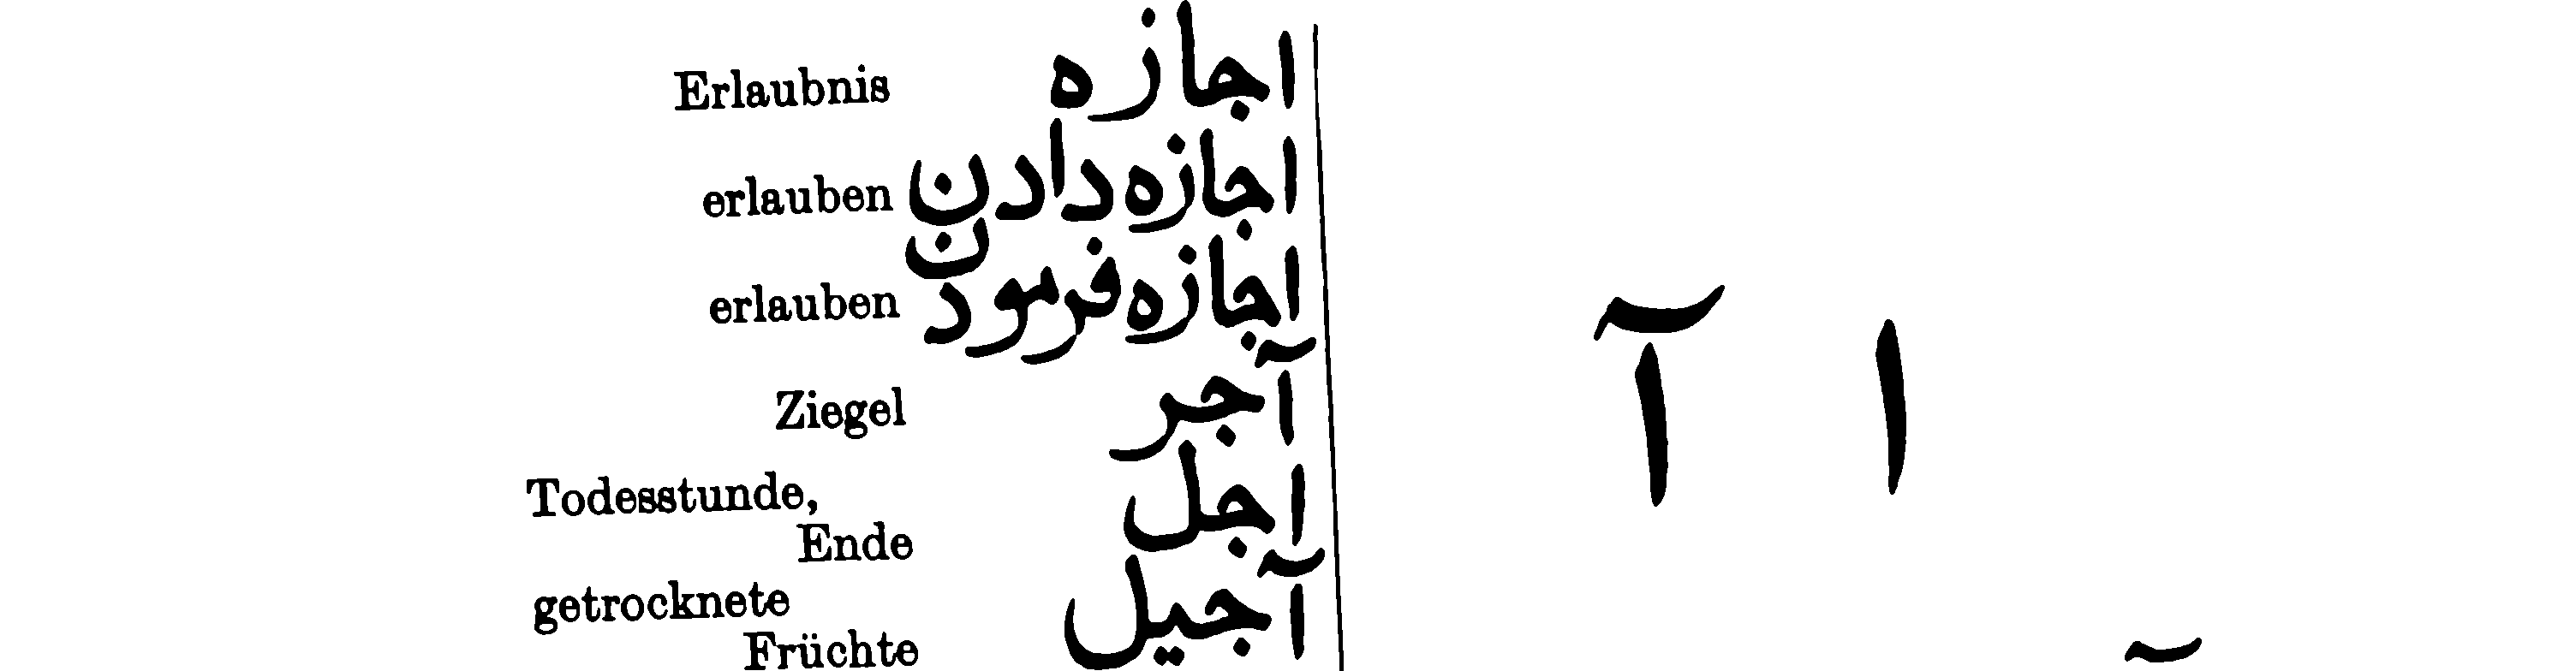 ا آ
اجازه Erlaubnis
اجازه دادن erlauben
اجازه فرمودن erlauben
آجر Ziegel
اجل Todesstunde,
Ende
آجیل getrocknete
Früchte